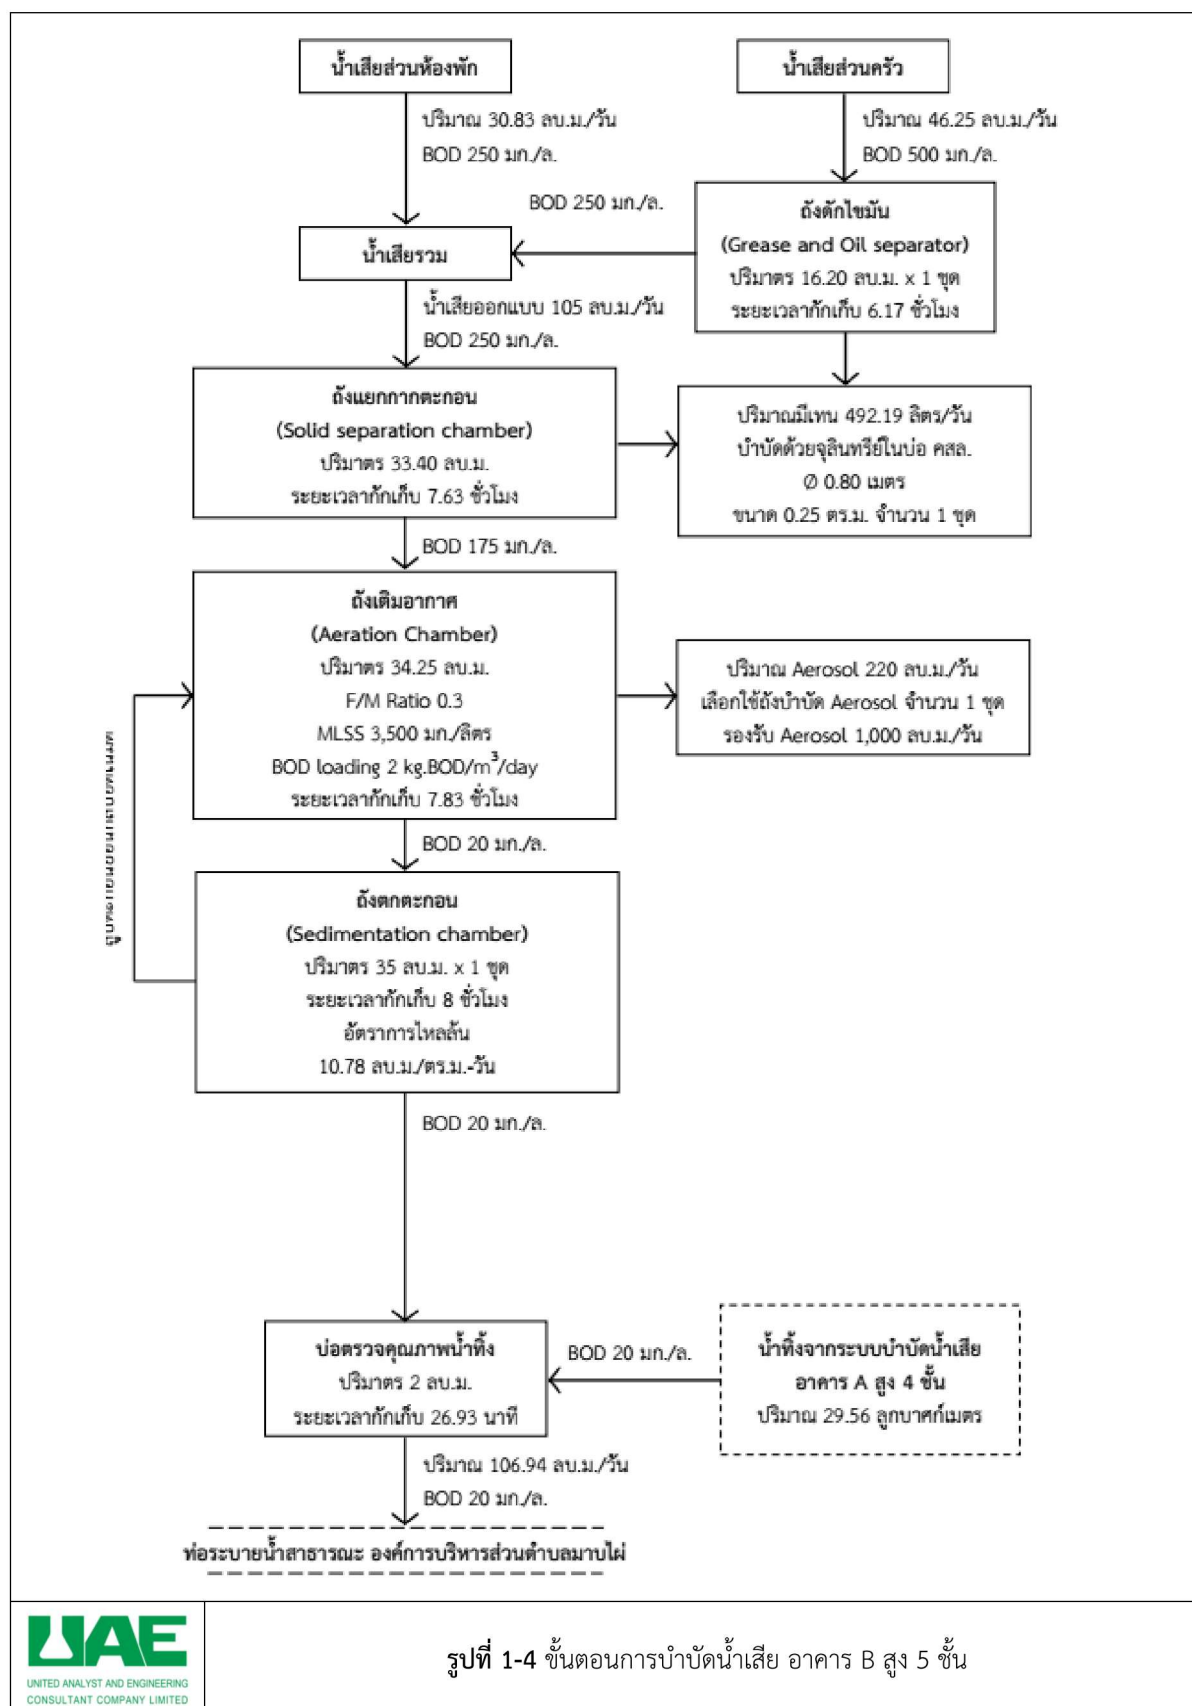 น้ำเสียส่วนห้องพัก
น้ำเสียส่วนครัว
ปริมาณ 30.83 ลบ.ม./วัน
BOD 250 มก./ล.
ปริมาณ 46.25 ลบ.ม./วัน
BOD 500 มก./ล.
BOD 250 มก./ล.
ถังดักไขมัน
(Grease and Oil separator)
ปริมาตร 16.20 ลบ.ม. x 1 ชุด
ระยะเวลากักเก็บ 6.17 ชั่วโมง
น้ำเสียรวม
น้ำเสียออกแบบ 105 ลบ.ม./วัน
BOD 250 มก./ล.
ถังแยกกากตะกอน
(Solid separation chamber)
ปริมาตร 33.40 ลบ.ม.
ระยะเวลากักเก็บ 7.63 ชั่วโมง
ปริมาณมีเทน 492.19 ลิตร/วัน
บำบัดด้วยจุลินทรีย์ในบ่อ คสล.
Ø 0.80 เมตร
ขนาด 0.25 ตร.ม. จำนวน 1 ชุด
BOD 175 มก./ล.
ถังเติมอากาศ
(Aeration Chamber)
ปริมาตร 34.25 ลบ.ม.
F/M Ratio 0.3
MLSS 3,500 มก./ลิตร
BOD loading 2 kg.BOD/m³/day
ระยะเวลากักเก็บ 7.83 ชั่วโมง
ปริมาณ Aerosol 220 ลบ.ม./วัน
เลือกใช้ถังบำบัด Aerosol จำนวน 1 ชุด
รองรับ Aerosol 1,000 ลบ.ม./วัน
BOD 20 มก./ล.
ถังตกตะกอน
(Sedimentation chamber)
ปริมาตร 35 ลบ.ม. x 1 ชุด
ระยะเวลากักเก็บ 8 ชั่วโมง
อัตราการไหลล้น
10.78 ลบ.ม./ตร.ม.-วัน
BOD 20 มก./ล.
บ่อตรวจคุณภาพน้ำทิ้ง
ปริมาตร 2 ลบ.ม.
ระยะเวลากักเก็บ 26.93 นาที
BOD 20 มก./ล.
น้ำทิ้งจากระบบบำบัดน้ำเสีย
อาคาร A สูง 4 ชั้น
ปริมาณ 29.56 ลูกบาศก์เมตร
ปริมาณ 106.94 ลบ.ม./วัน
BOD 20 มก./ล.
ท่อระบายน้ำสาธารณะ องค์การบริหารส่วนตำบลมาบไผ่
UAE
UNITED ANALYST AND ENGINEERING
CONSULTANT COMPANY LIMITED
รูปที่ 1-4 ขั้นตอนการบำบัดน้ำเสีย อาคาร B สูง 5 ชั้น